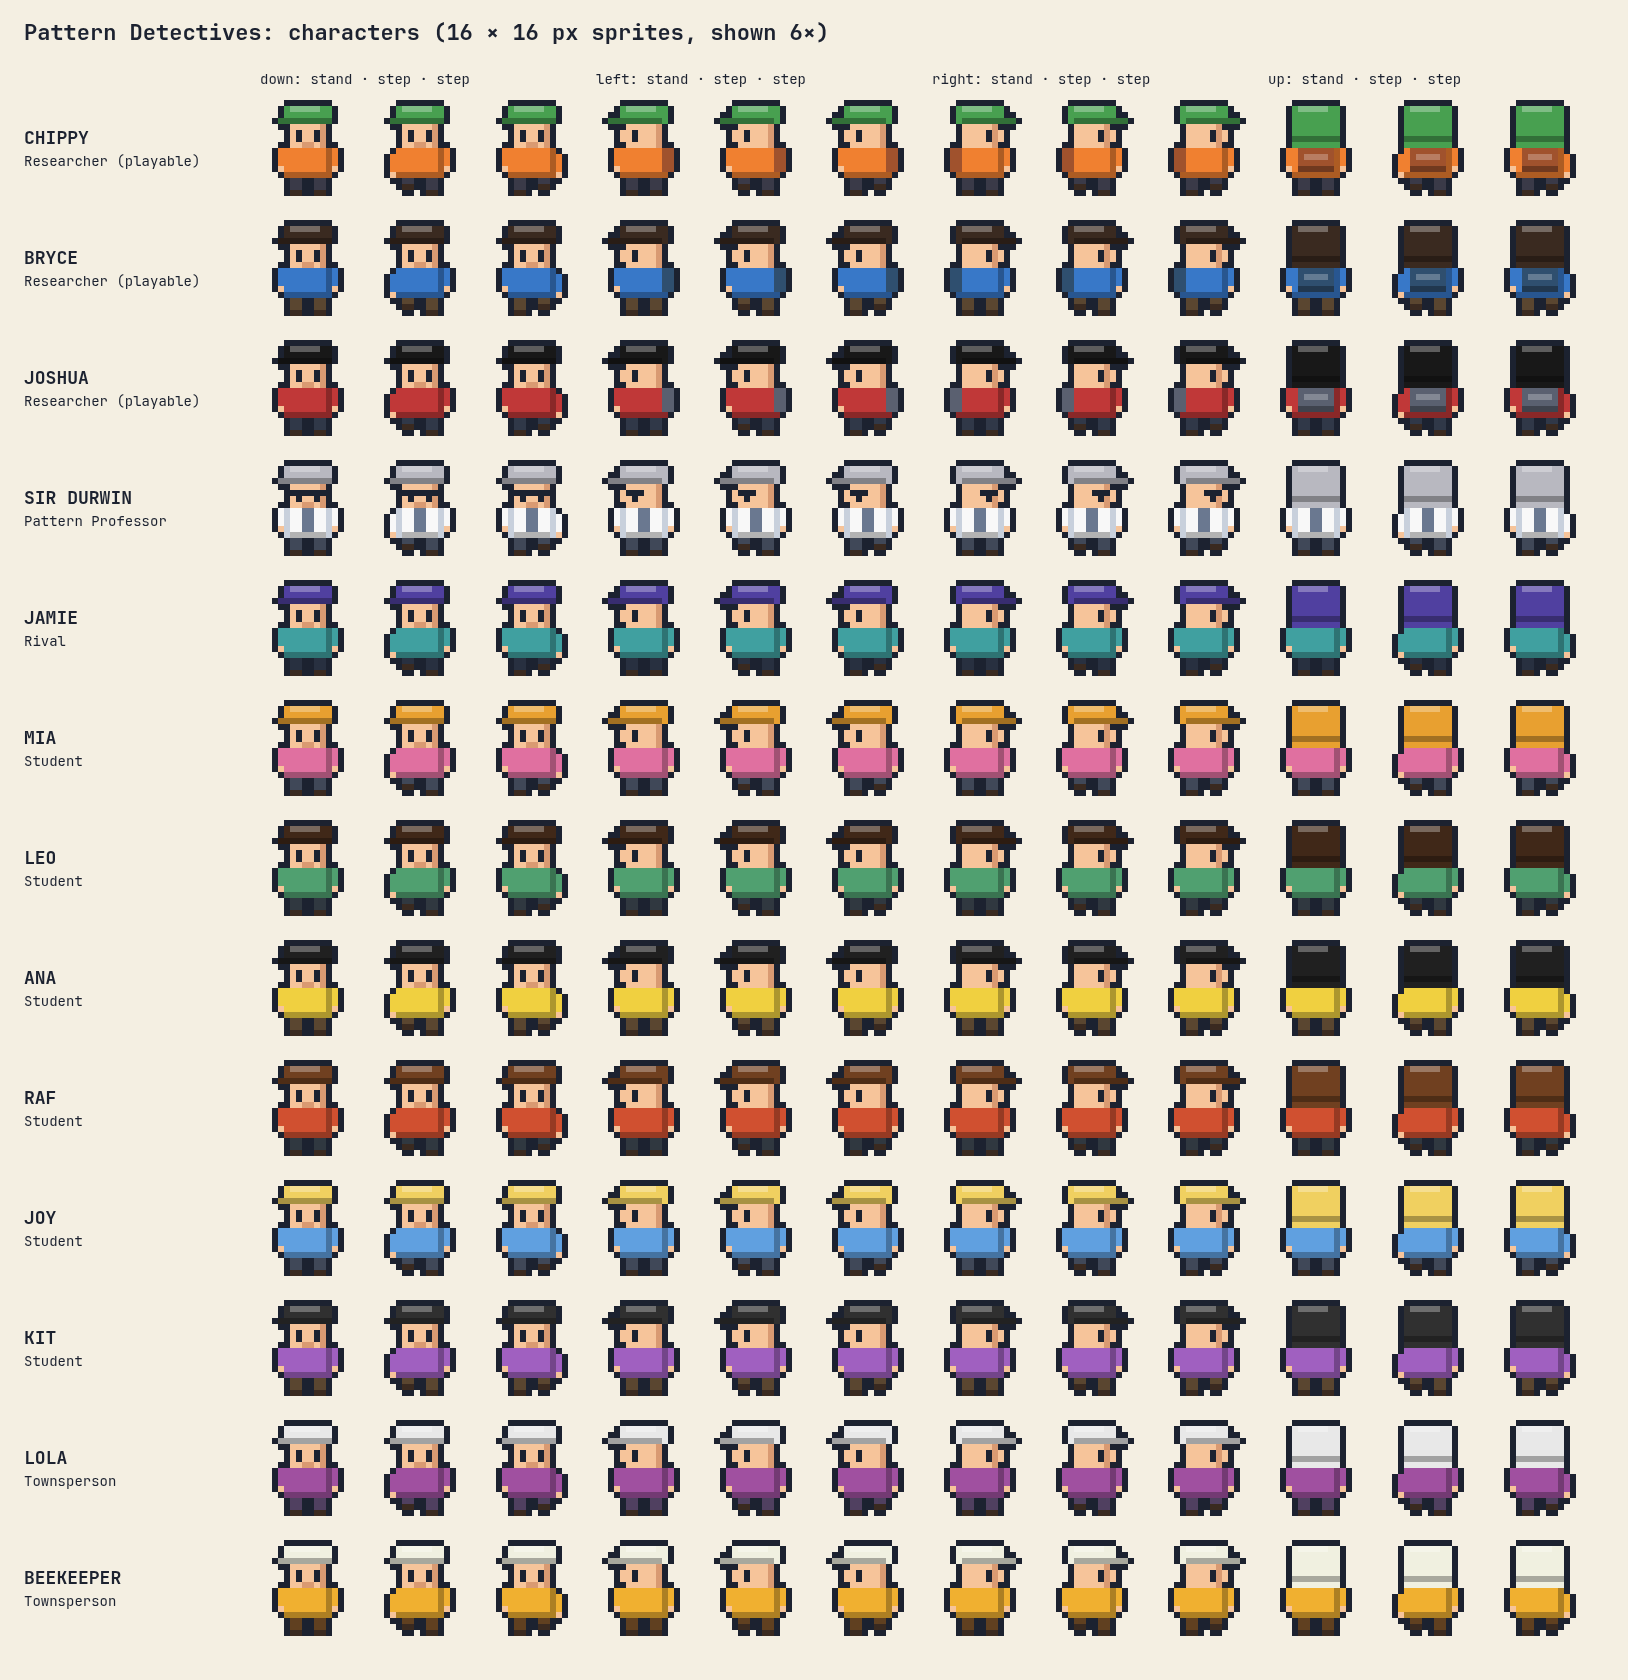 Pattern Detectives: characters (16 × 16 px sprites, shown 6×)
down: stand · step · step left: stand · step · step right: stand · step · step up: stand · step · step
CHIPPY
Researcher (playable)
BRYCE
Researcher (playable)
JOSHUA
Researcher (playable)
SIR DURWIN
Pattern Professor
JAMIE
Rival
MIA
Student
LEO
Student
ANA
Student
RAF
Student
JOY
Student
KIT
Student
LOLA
Townsperson
BEEKEEPER
Townsperson